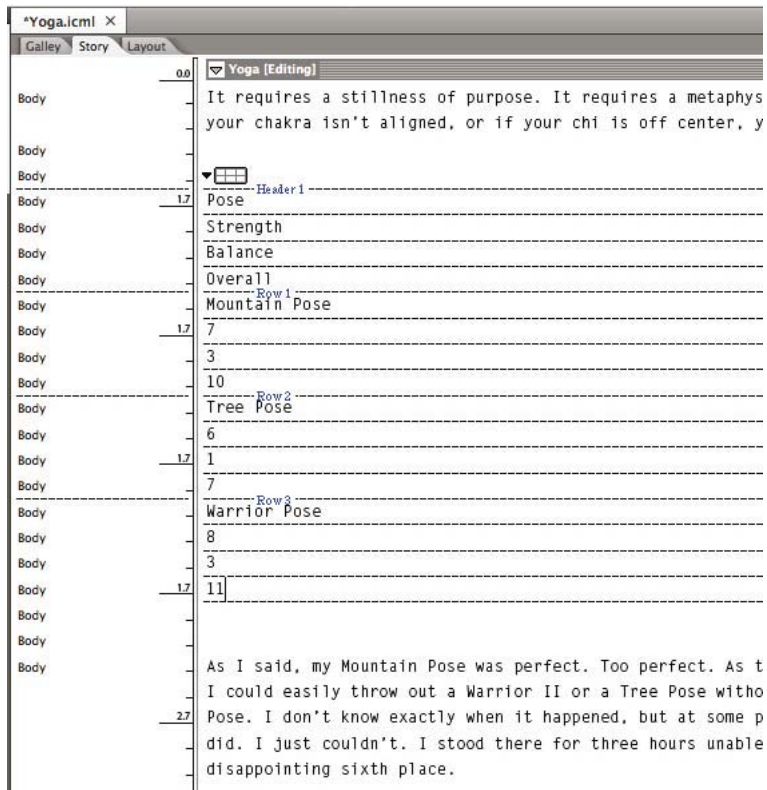 *Yoga.icml ×
Galley Story Layout
0.0 Yoga [Editing]
Body It requires a stillness of purpose. It requires a metaphys
your chakra isn't aligned, or if your chi is off center, y
Body
Body
Header 1
Body 1.7 Pose
Body Strength
Body Balance
Body Overall
Row 1
Body Mountain Pose
Body 1.7 7
Body 3
Body 10
Row 2
Body Tree Pose
Body 6
Body 1.7 1
Body 7
Row 3
Body Warrior Pose
Body 8
Body 3
Body 1.7 11
Body
Body
Body As I said, my Mountain Pose was perfect. Too perfect. As t
I could easily throw out a Warrior II or a Tree Pose witho
2.7 Pose. I don't know exactly when it happened, but at some p
did. I just couldn't. I stood there for three hours unable
disappointing sixth place.